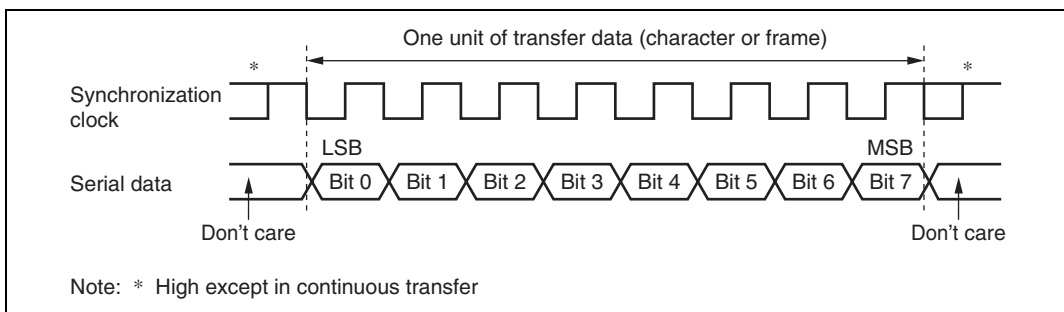 One unit of transfer data (character or frame)
* *
Synchronization
clock
LSB MSB
Serial data Bit 0 Bit 1 Bit 2 Bit 3 Bit 4 Bit 5 Bit 6 Bit 7
Don't care Don't care
Note: * High except in continuous transfer